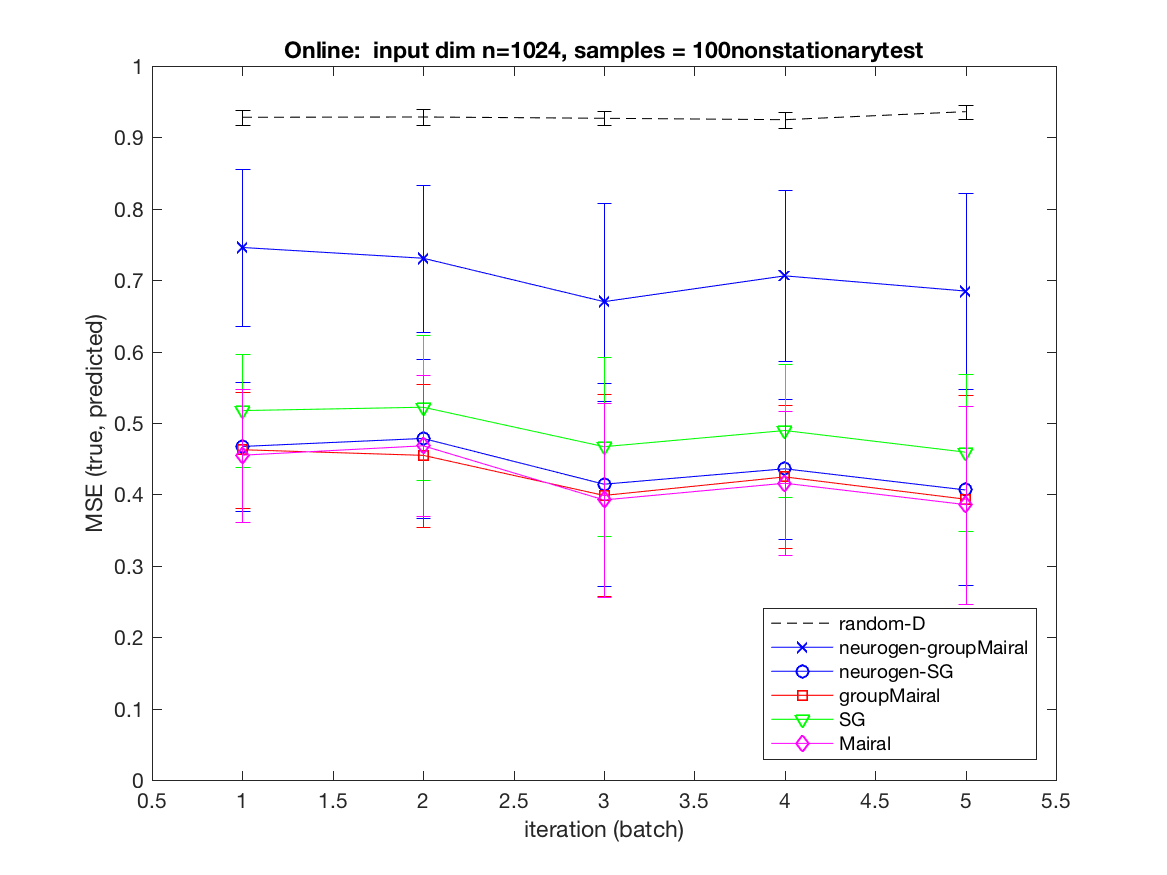 Online:  input dim n=1024, samples = 100nonstationarytest
1
0.9
0.8
0.7
0.6
0.5
0.4
0.3
0.2
0.1
0
MSE (true, predicted)
random-D
neurogen-groupMairal
neurogen-SG
groupMairal
SG
Mairal
0.5 1 1.5 2 2.5 3 3.5 4 4.5 5 5.5
iteration (batch)